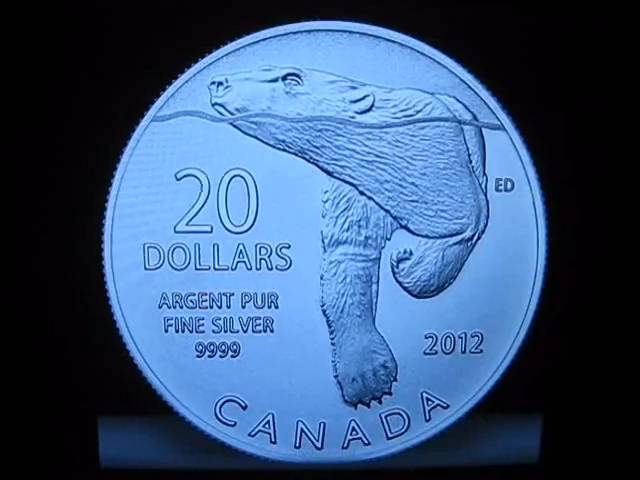 20
DOLLARS
ED
ARGENT PUR
FINE SILVER
9999
2012
CANADA